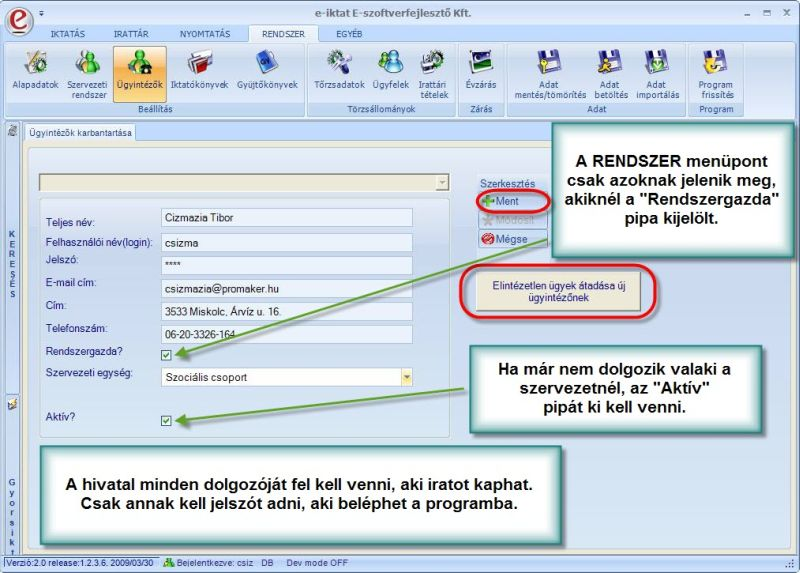 e-iktat E-szoftverfejlesztő Kft.
IKTATÁS IRATTÁR NYOMTATÁS RENDSZER EGYÉB
Alapadatok Szervezeti rendszer Ügyintézők Iktatókönyvek Gyűjtőkönyvek Törzsadatok Ügyfelek Irattári tételek Évzárás Adat mentés/tömörítés Adat betöltés Adat importálás Program frissítés
Beállítás Törzsállományok Zárás Adat Program
Ügyintézők karbantartása
KERESÉS
Gyorsikt
Szerkesztés
Ment
Módosít
Mégse
Elintézetlen ügyek átadása új
ügyintézőnek
Teljes név: Cizmazia Tibor
Felhasználói név(login): csizma
Jelszó: ****
E-mail cím: csizmazia@promaker.hu
Cím: 3533 Miskolc, Árvíz u. 16.
Telefonszám: 06-20-3326-164
Rendszergazda?
Szervezeti egység: Szociális csoport
Aktív?
A RENDSZER menüpont
csak azoknak jelenik meg,
akiknél a "Rendszergazda"
pipa kijelölt.
Ha már nem dolgozik valaki a
szervezetnél, az "Aktív"
pipát ki kell venni.
A hivatal minden dolgozóját fel kell venni, aki iratot kaphat.
Csak annak kell jelszót adni, aki beléphet a programba.
Verzió:2.0 release:1.2.3.6. 2009/03/30 Bejelentkezve: csiz DB Dev mode OFF